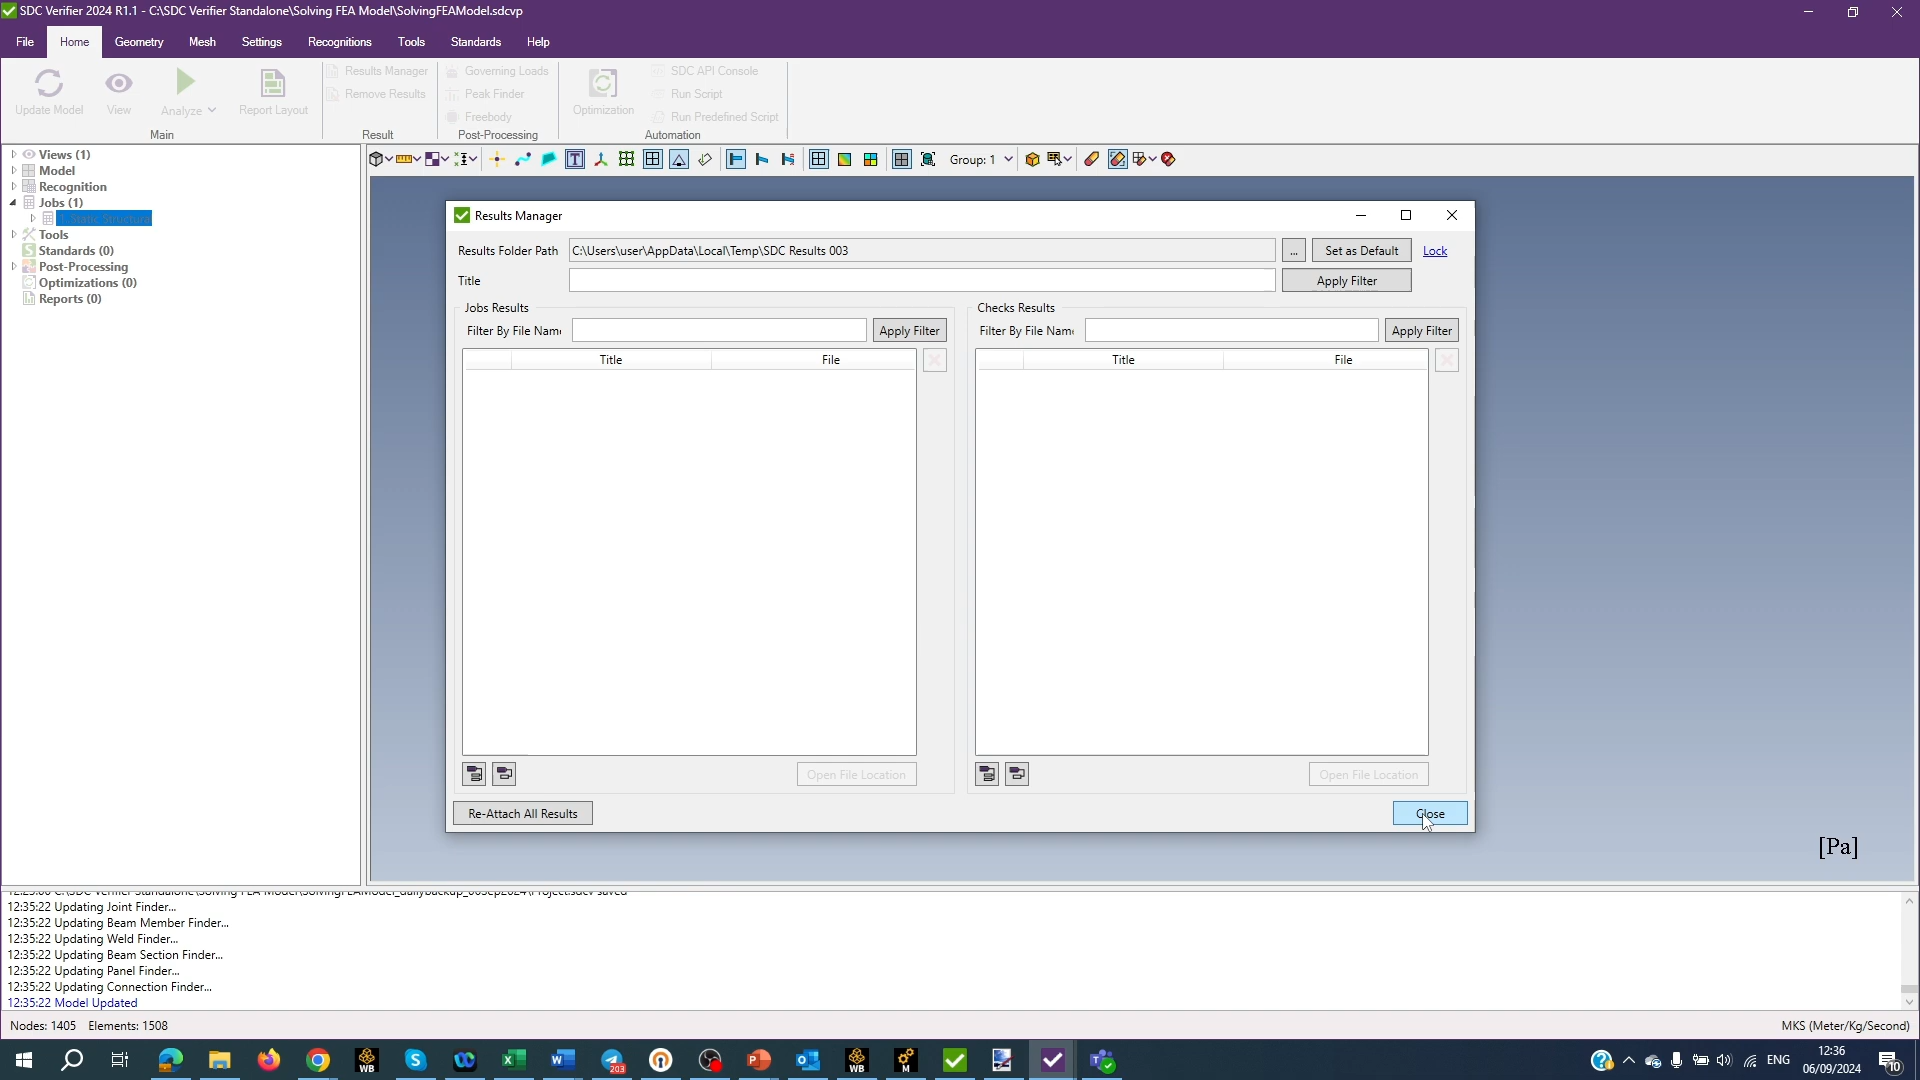 SDC Verifier 2024 R1.1 - C:\SDC Verifier Standalone\Solving FEA Model\SolvingFEAModel.sdcvp
File Home Geometry Mesh Settings Recognitions Tools Standards Help
Update Model View Analyze Report Layout
Main
Results Manager
Remove Results
Result
Governing Loads
Peak Finder
Freebody
Post-Processing
Optimization
SDC API Console
Run Script
Run Predefined Script
Automation
Views (1)
Model
Recognition
Jobs (1)
1. Static Structural
Tools
Standards (0)
Post-Processing
Optimizations (0)
Reports (0)
Group: 1
Results Manager
Results Folder Path C:\Users\user\AppData\Local\Temp\SDC Results 003 ... Set as Default Lock
Title Apply Filter
Jobs Results
Filter By File Nam Apply Filter
Title File
Open File Location
Checks Results
Filter By File Nam Apply Filter
Title File
Open File Location
Re-Attach All Results
Close
[Pa]
12:35:22 Updating Joint Finder...
12:35:22 Updating Beam Member Finder...
12:35:22 Updating Weld Finder...
12:35:22 Updating Beam Section Finder...
12:35:22 Updating Panel Finder...
12:35:22 Updating Connection Finder...
12:35:22 Model Updated
Nodes: 1405 Elements: 1508
MKS (Meter/Kg/Second)
WB
203
WB
M
ENG
12:36
06/09/2024
10